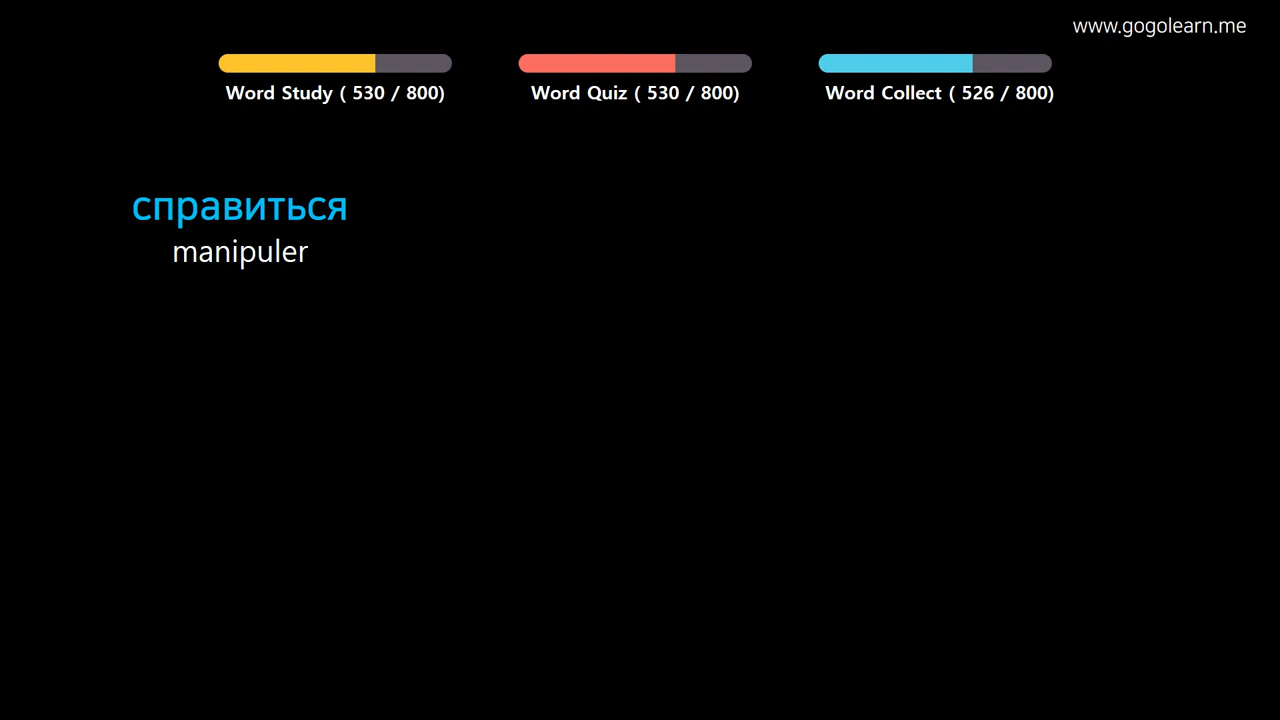 www.gogolearn.me
Word Study ( 530 / 800)
Word Quiz ( 530 / 800)
Word Collect ( 526 / 800)
справиться
manipuler